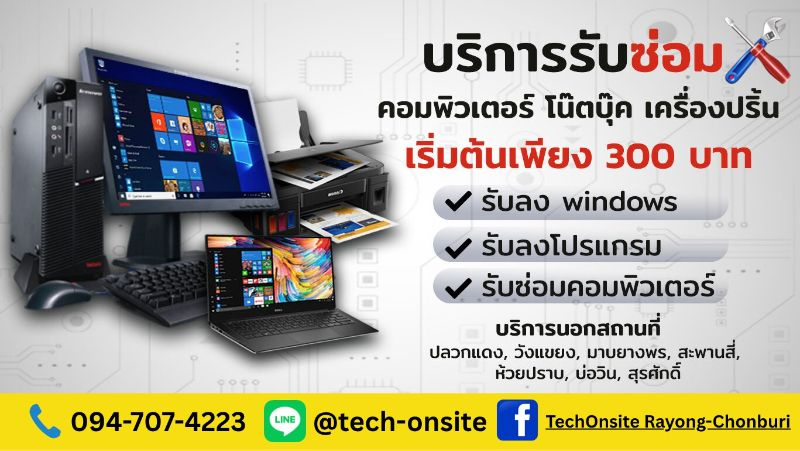 บริการรับซ่อม
คอมพิวเตอร์ โน๊ตบุ๊ค เครื่องปริ้น
เริ่มต้นเพียง 300 บาท
รับลง windows
รับลงโปรแกรม
รับซ่อมคอมพิวเตอร์
บริการนอกสถานที่
ปลวกแดง, วังแขยง, มาบยางพร, สะพานสี่,
ห้วยปราบ, บ่อวิน, สุรศักดิ์
094-707-4223
LINE
@tech-onsite
TechOnsite Rayong-Chonburi